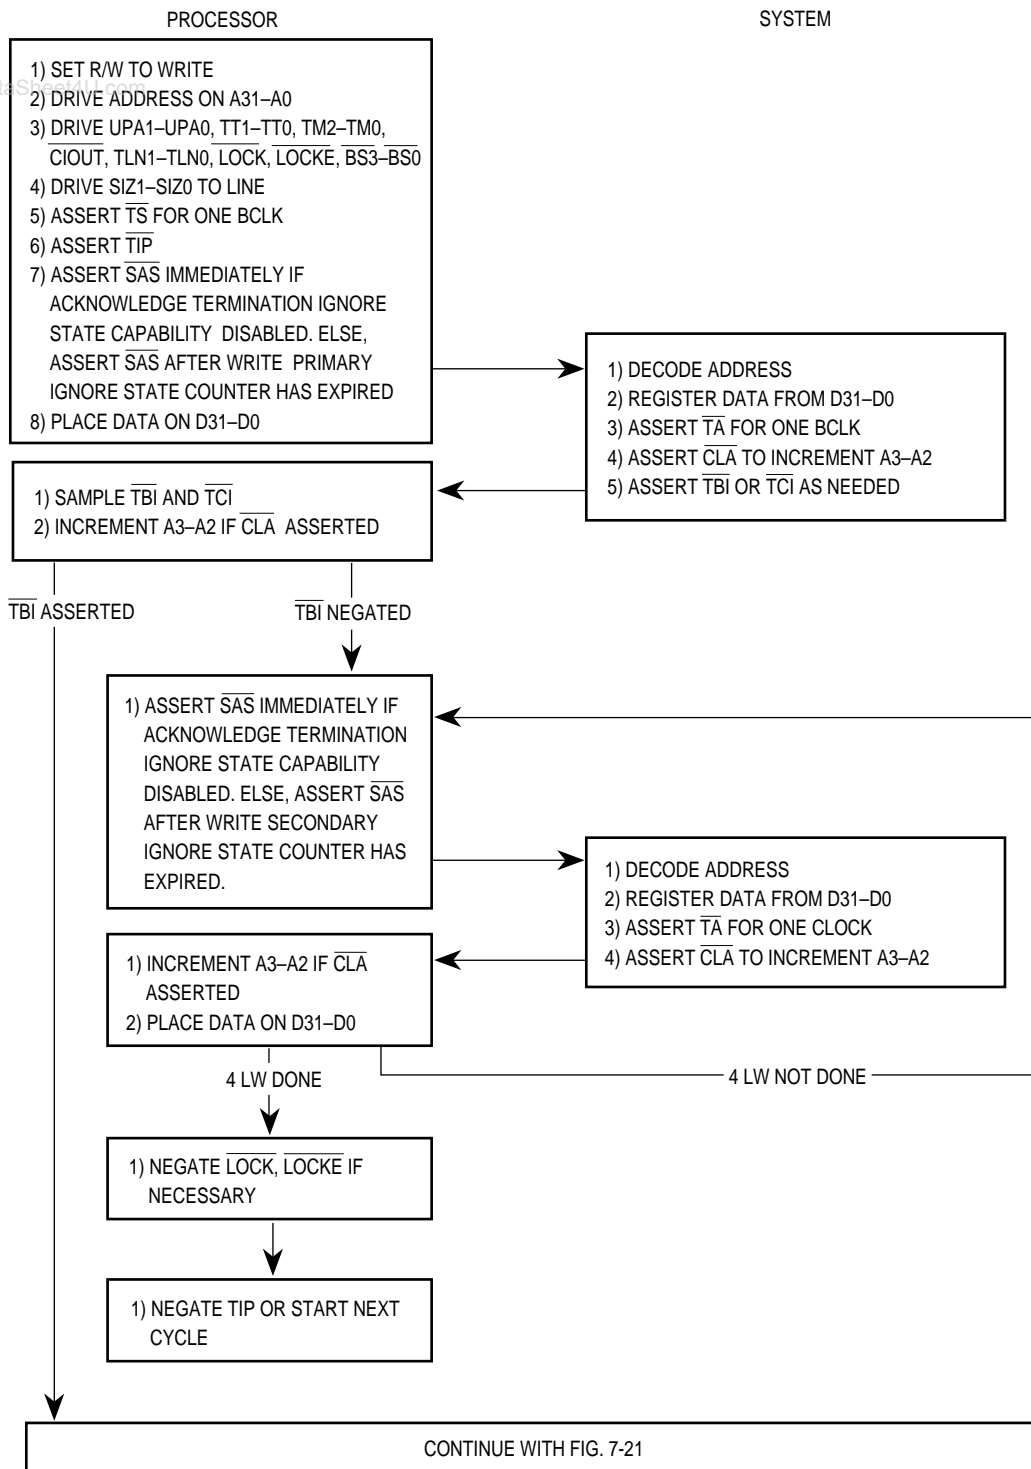 PROCESSOR
SYSTEM
1) SET R/W TO WRITE
aSheet4U.com
2) DRIVE ADDRESS ON A31–A0
3) DRIVE UPA1–UPA0, TT1–TT0, TM2–TM0,
CIOUT, TLN1–TLN0, LOCK, LOCKE, BS3–BS0
4) DRIVE SIZ1–SIZ0 TO LINE
5) ASSERT TS FOR ONE BCLK
6) ASSERT TIP
7) ASSERT SAS IMMEDIATELY IF
ACKNOWLEDGE TERMINATION IGNORE
STATE CAPABILITY DISABLED. ELSE,
ASSERT SAS AFTER WRITE PRIMARY
IGNORE STATE COUNTER HAS EXPIRED
8) PLACE DATA ON D31–D0
1) DECODE ADDRESS
2) REGISTER DATA FROM D31–D0
3) ASSERT TA FOR ONE BCLK
4) ASSERT CLA TO INCREMENT A3–A2
5) ASSERT TBI OR TCI AS NEEDED
1) SAMPLE TBI AND TCI
2) INCREMENT A3–A2 IF CLA ASSERTED
TBI ASSERTED
TBI NEGATED
1) ASSERT SAS IMMEDIATELY IF
ACKNOWLEDGE TERMINATION
IGNORE STATE CAPABILITY
DISABLED. ELSE, ASSERT SAS
AFTER WRITE SECONDARY
IGNORE STATE COUNTER HAS
EXPIRED.
1) DECODE ADDRESS
2) REGISTER DATA FROM D31–D0
3) ASSERT TA FOR ONE CLOCK
4) ASSERT CLA TO INCREMENT A3–A2
1) INCREMENT A3–A2 IF CLA
ASSERTED
2) PLACE DATA ON D31–D0
4 LW DONE
4 LW NOT DONE
1) NEGATE LOCK, LOCKE IF
NECESSARY
1) NEGATE TIP OR START NEXT
CYCLE
CONTINUE WITH FIG. 7-21